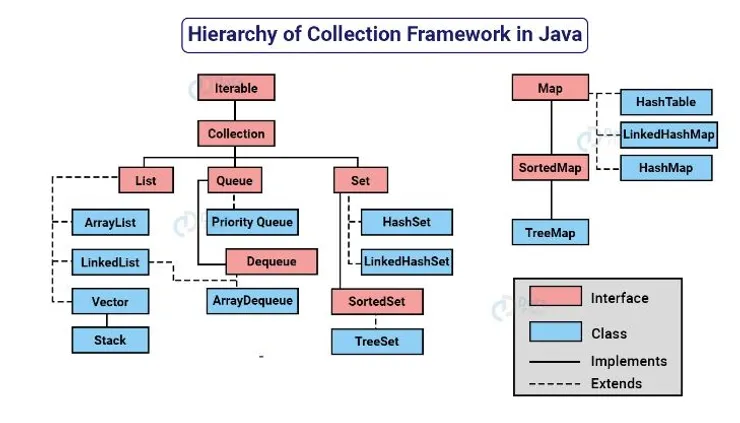 Hierarchy of Collection Framework in Java
Iterable
Collection
List
Queue
Set
ArrayList
Priority Queue
HashSet
LinkedList
Dequeue
LinkedHashSet
Vector
ArrayDequeue
SortedSet
Stack
TreeSet
Map
HashTable
LinkedHashMap
SortedMap
HashMap
TreeMap
Interface
Class
Implements
Extends